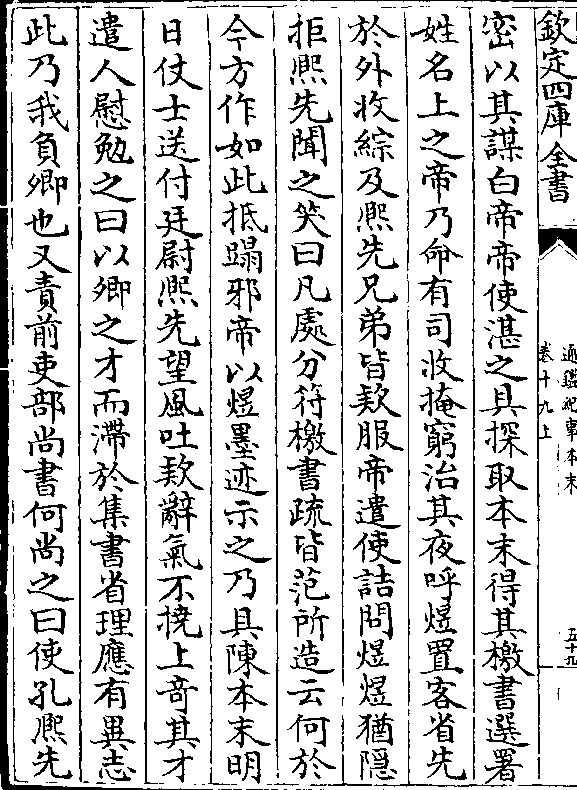 欽定四庫全書
通鑑紀事本末
卷十九上
五十九
密以其謀白帝帝使湛之具探取本末得其檄書選署
姓名上之帝乃命有司收掩窮治其夜呼煜置客省先
於外收綜及熈先兄弟皆款服帝遣使詰問煜煜猶隠
拒熈先聞之笑曰凡處分符檄書疏皆范所造云何於
今方作如此抵蹋邪帝以煜墨迹示之乃具陳本末明
日仗士送付廷尉熈先望風吐款辭氣不撓上竒其才
遣人慰勉之曰以卿之才而滯於集書省理應有異志
此乃我負卿也又責前吏部尚書何尚之曰使孔熈先